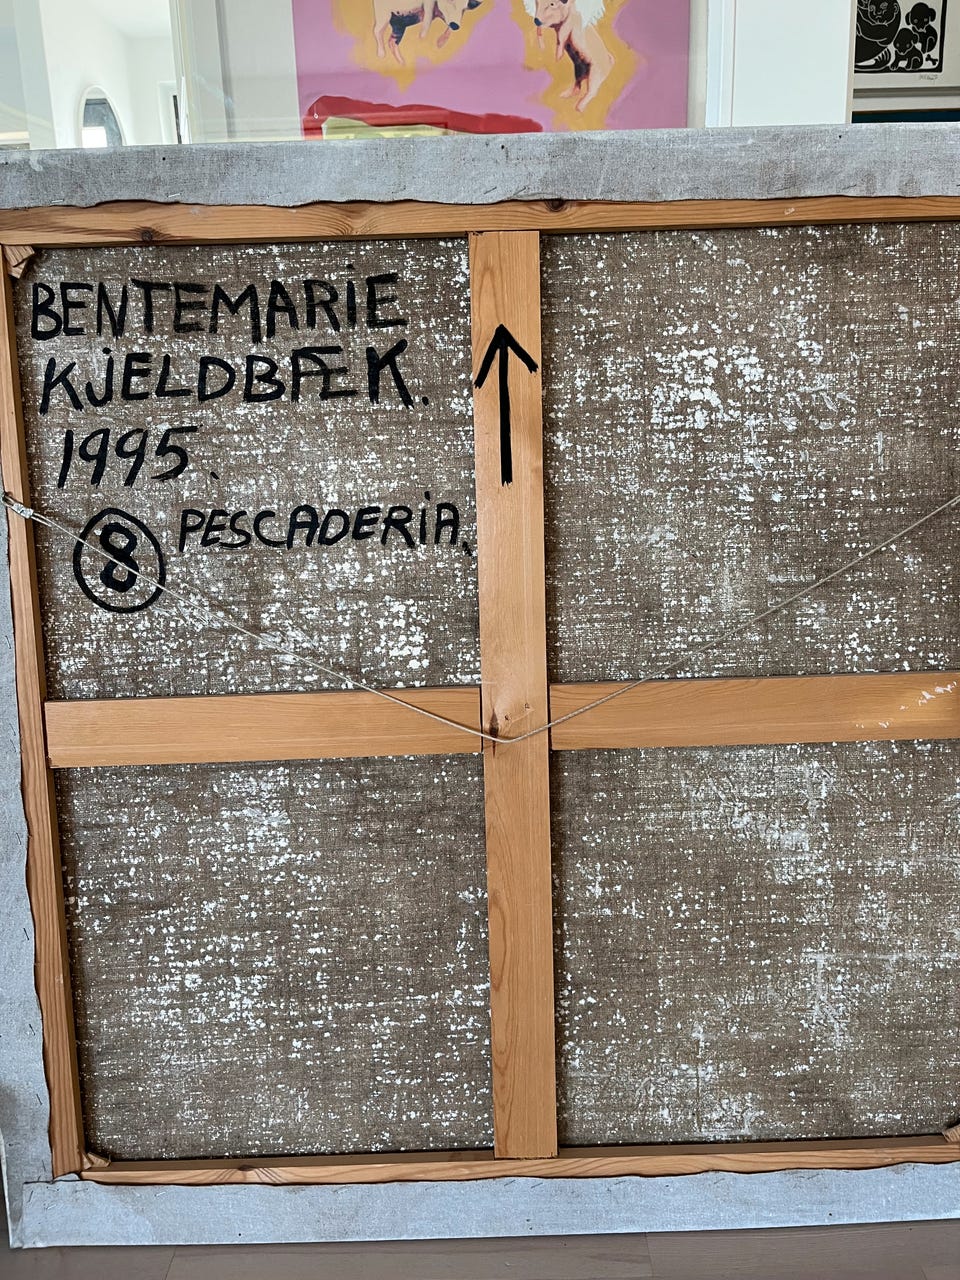 BENTEMARIE
KJELDBÆK.
1995.
8 PESCADERIA.